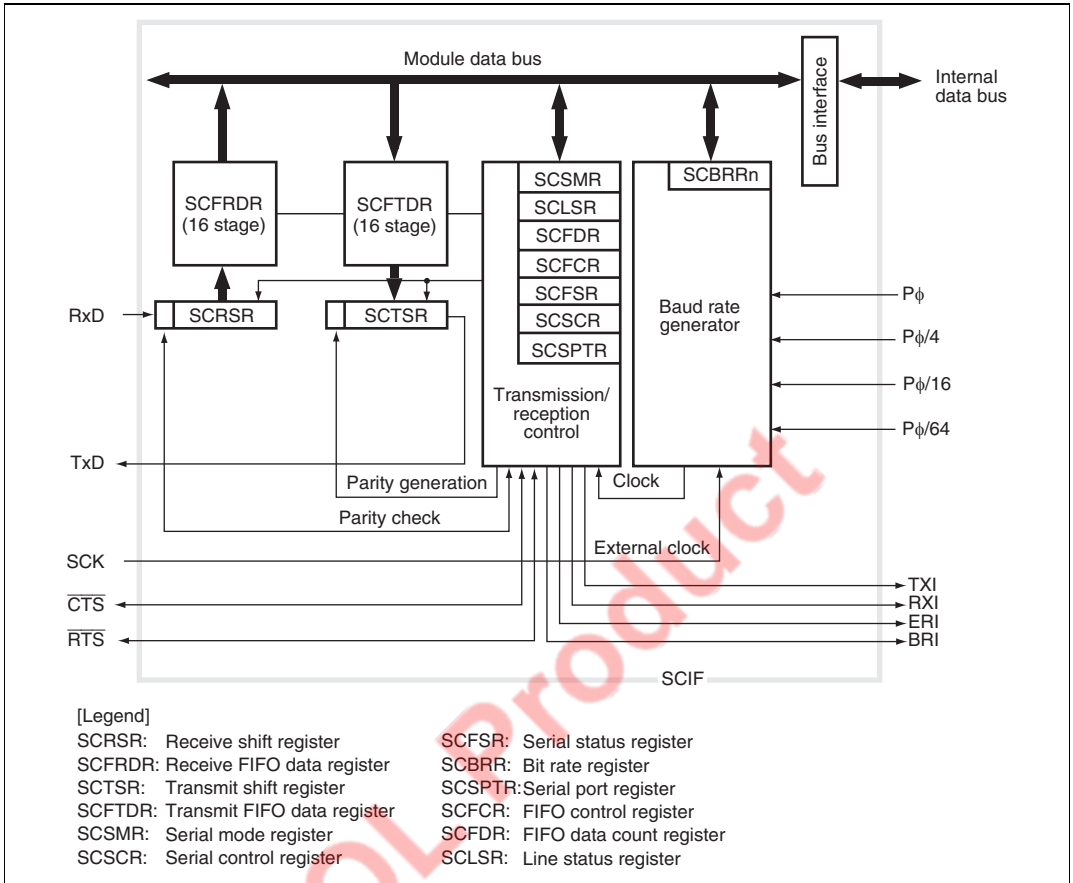 Module data bus
Bus interface
Internal
data bus
SCFRDR
(16 stage)
SCFTDR
(16 stage)
SCSMR
SCLSR
SCFDR
SCFCR
SCFSR
SCSCR
SCSPTR
Transmission/
reception
control
SCBRRn
Baud rate
generator
RxD
SCRSR
SCTSR
Pϕ
Pϕ/4
Pϕ/16
Pϕ/64
TxD
Parity generation
Clock
Parity check
SCK
External clock
CTS
RTS
TXI
RXI
ERI
BRI
SCIF
[Legend]
SCRSR: Receive shift register
SCFRDR: Receive FIFO data register
SCTSR: Transmit shift register
SCFTDR: Transmit FIFO data register
SCSMR: Serial mode register
SCSCR: Serial control register
SCFSR: Serial status register
SCBRR: Bit rate register
SCSPTR:Serial port register
SCFCR: FIFO control register
SCFDR: FIFO data count register
SCLSR: Line status register
OL Product